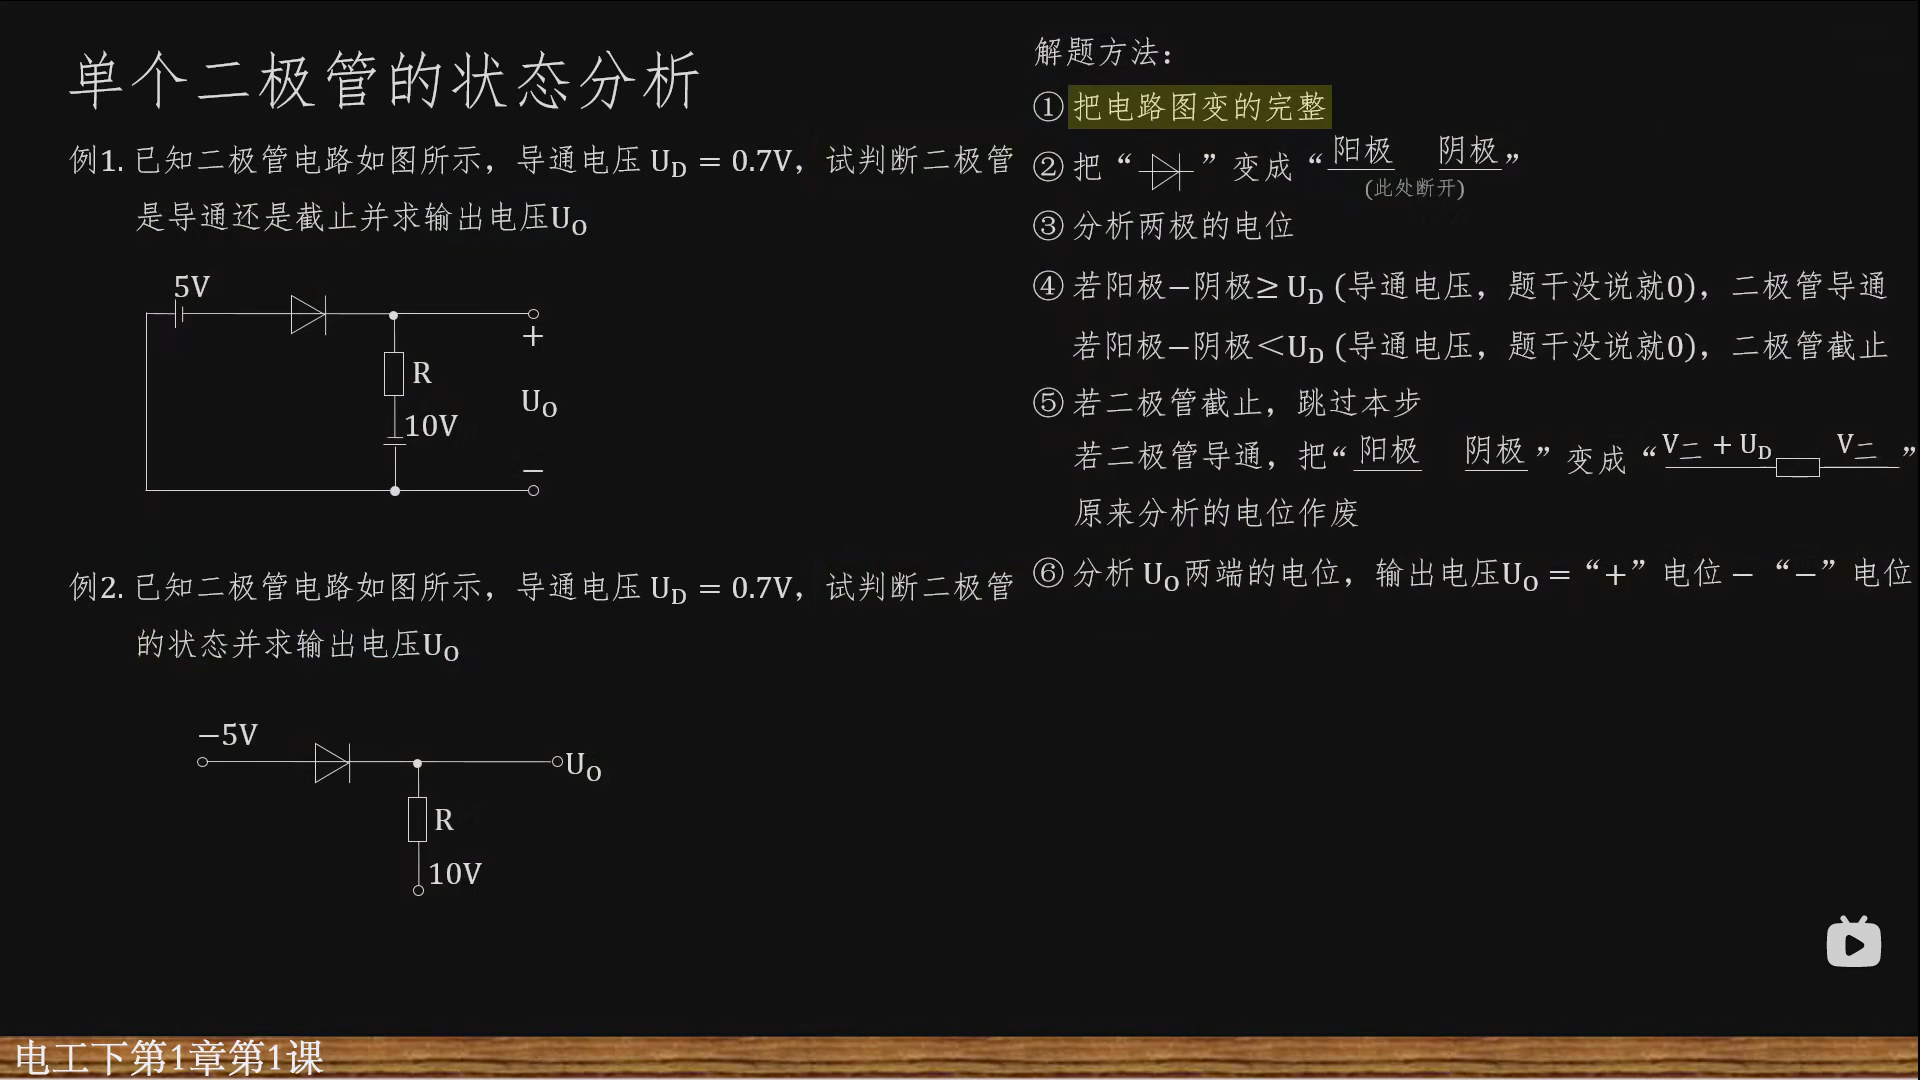 单个二极管的状态分析
例1. 已知二极管电路如图所示，导通电压 U_D = 0.7V，试判断二极管
是导通还是截止并求输出电压U_O
5V
+
R
U_O
10V
−
例2. 已知二极管电路如图所示，导通电压 U_D = 0.7V，试判断二极管
的状态并求输出电压U_O
−5V
U_O
R
10V
解题方法：
① 把电路图变的完整
② 把“ ”变成“阳极 阴极”
(此处断开)
③ 分析两极的电位
④ 若阳极−阴极≥ U_D (导通电压，题干没说就0)，二极管导通
若阳极−阴极＜U_D (导通电压，题干没说就0)，二极管截止
⑤ 若二极管截止，跳过本步
若二极管导通，把“阳极 阴极”变成“V二 + U_D V二”
原来分析的电位作废
⑥ 分析 U_O两端的电位，输出电压U_O = “+”电位 − “−”电位
电工下第1章第1课